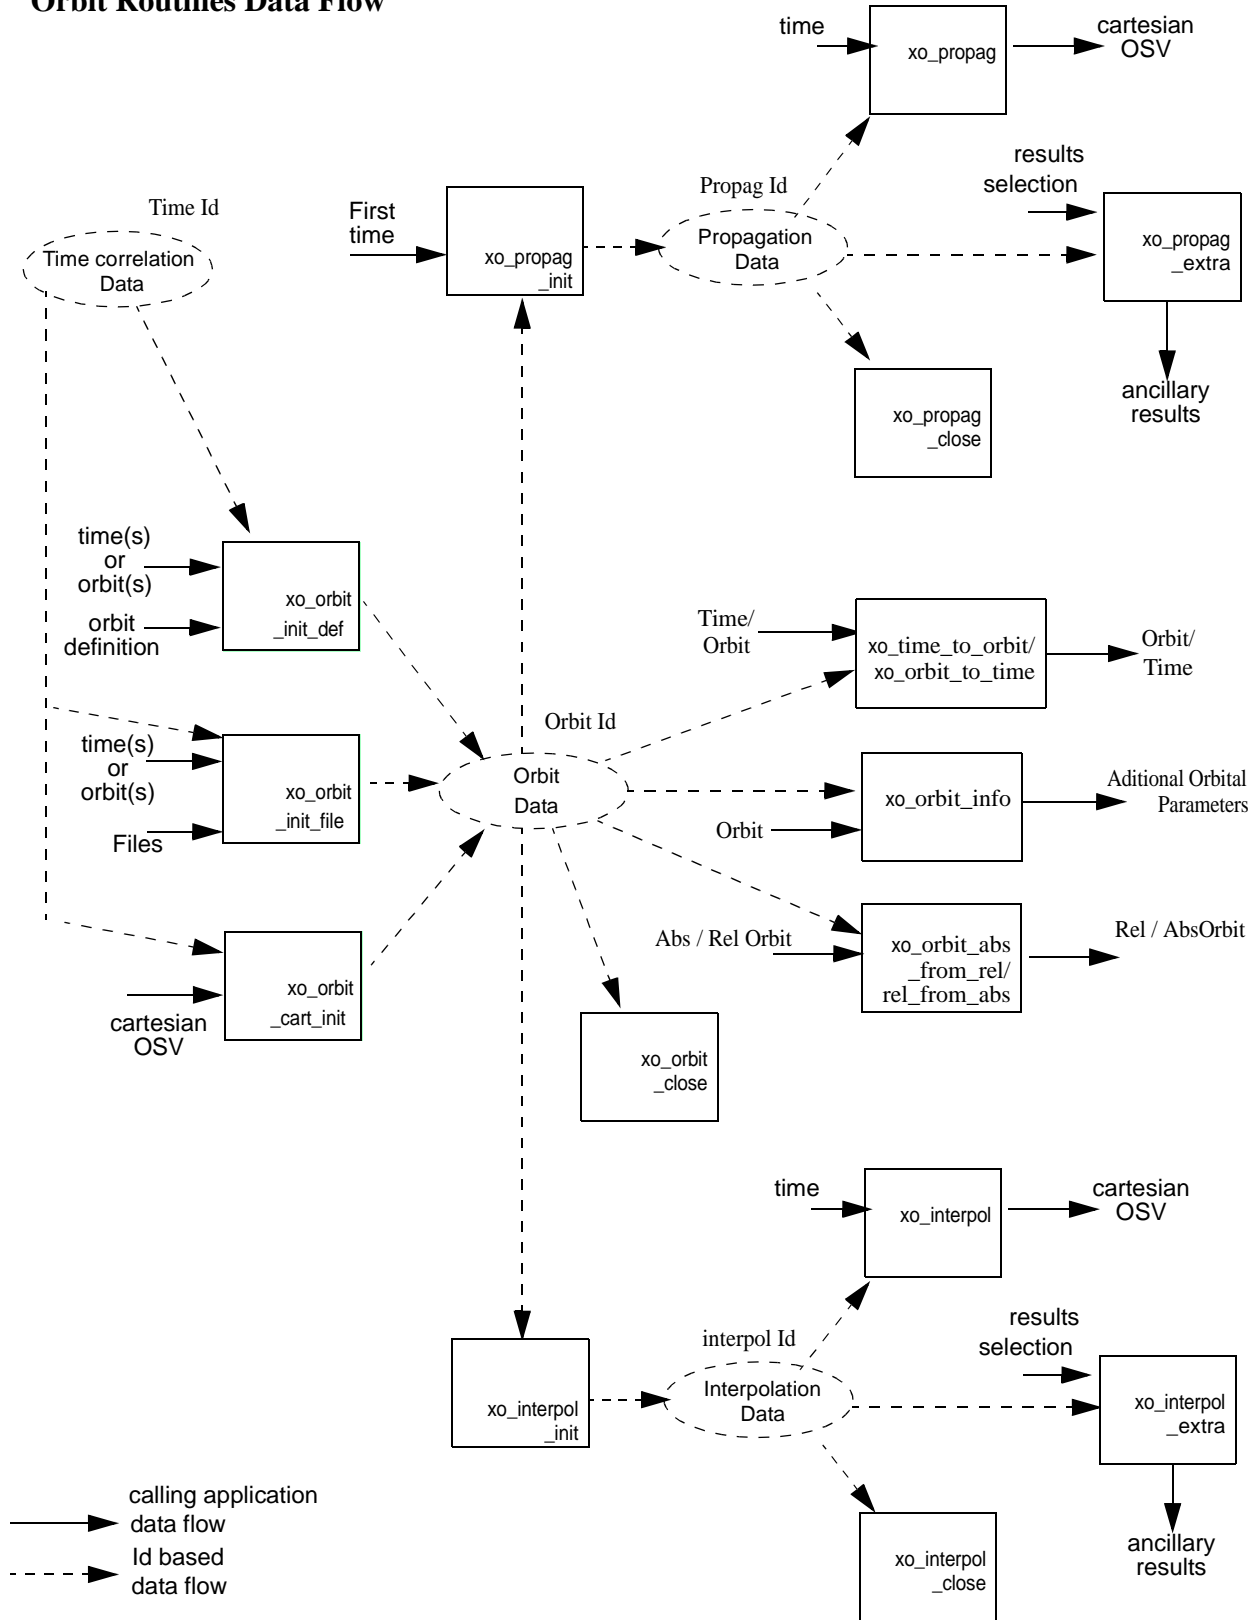 Orbit Routines Data Flow
time
xo_propag
cartesian
OSV
results
selection
Propag Id
Time Id
First
time
xo_propag
_init
Propagation
Data
xo_propag
_extra
Time correlation
Data
ancillary
results
xo_propag
_close
time(s)
or
orbit(s)
orbit
definition
xo_orbit
_init_def
Time/
Orbit
xo_time_to_orbit/
xo_orbit_to_time
Orbit/
Time
Orbit Id
time(s)
or
orbit(s)
Files
xo_orbit
_init_file
Orbit
Data
xo_orbit_info
Orbit
Aditional Orbital
Parameters
Abs / Rel Orbit
xo_orbit_abs
_from_rel/
rel_from_abs
Rel / AbsOrbit
xo_orbit
_cart_init
cartesian
OSV
xo_orbit
_close
time
xo_interpol
cartesian
OSV
results
selection
interpol Id
xo_interpol
_init
Interpolation
Data
xo_interpol
_extra
ancillary
results
xo_interpol
_close
calling application
data flow
Id based
data flow